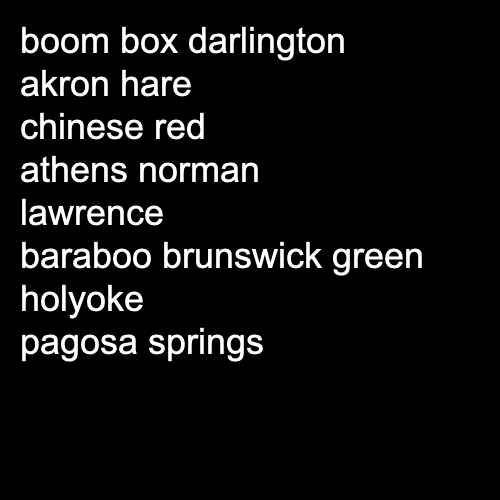 boom box darlington
akron hare
chinese red
athens norman
lawrence
baraboo brunswick green
holyoke
pagosa springs